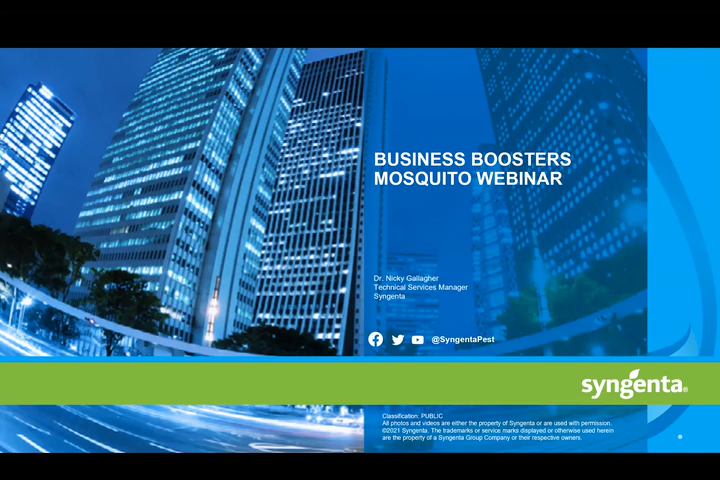 BUSINESS BOOSTERS
MOSQUITO WEBINAR
Dr. Nicky Gallagher
Technical Services Manager
Syngenta
@SyngentaPest
syngenta®
Classification: PUBLIC
All photos and videos are either the property of Syngenta or are used with permission.
©2021 Syngenta. The trademarks or service marks displayed or otherwise used herein
are the property of a Syngenta Group Company or their respective owners.